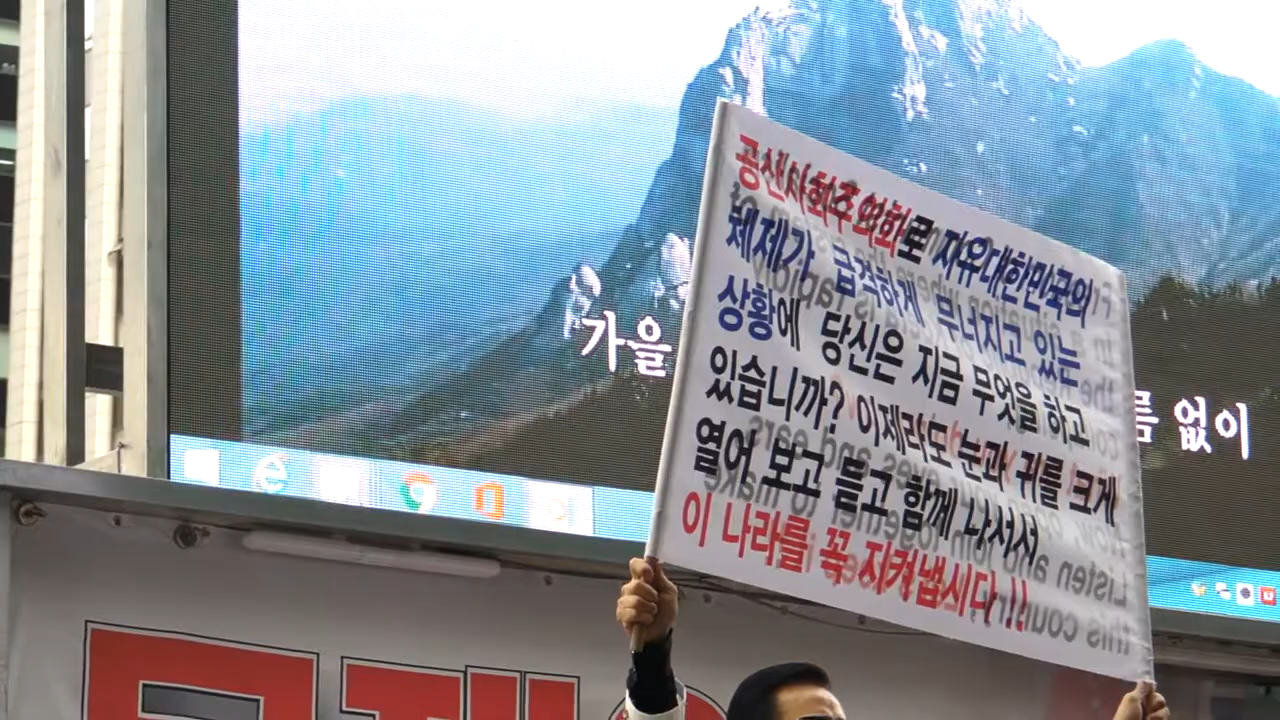 가을
름 없이
공산사회주의화로 자유대한민국의
체제가 급격하게 무너지고 있는
상황에 당신은 지금 무엇을 하고
있습니까? 이제라도 눈과 귀를 크게
열어 보고 듣고 함께 나서서
이 나라를 꼭 지켜냅시다!!